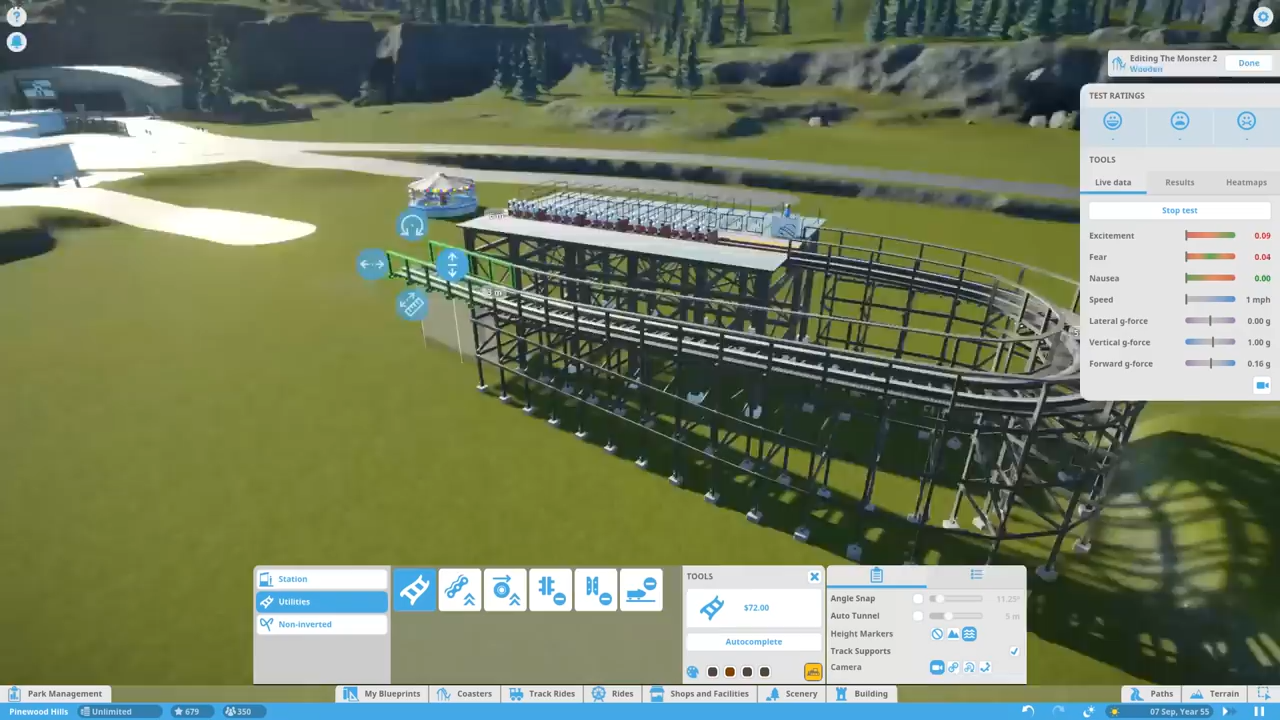 Editing The Monster 2
Wooden
Done
TEST RATINGS
- - -
TOOLS
Live data Results Heatmaps
Stop test
Excitement 0.09
Fear 0.04
Nausea 0.00
Speed 1 mph
Lateral g-force 0.00 g
Vertical g-force 1.00 g
Forward g-force 0.16 g
Station
Utilities
Non-inverted
TOOLS
$72.00
Autocomplete
Angle Snap 11.25°
Auto Tunnel 5 m
Height Markers
Track Supports
Camera
Park Management My Blueprints Coasters Track Rides Rides Shops and Facilities Scenery Building Paths Terrain
Pinewood Hills Unlimited 679 350 07 Sep, Year 55